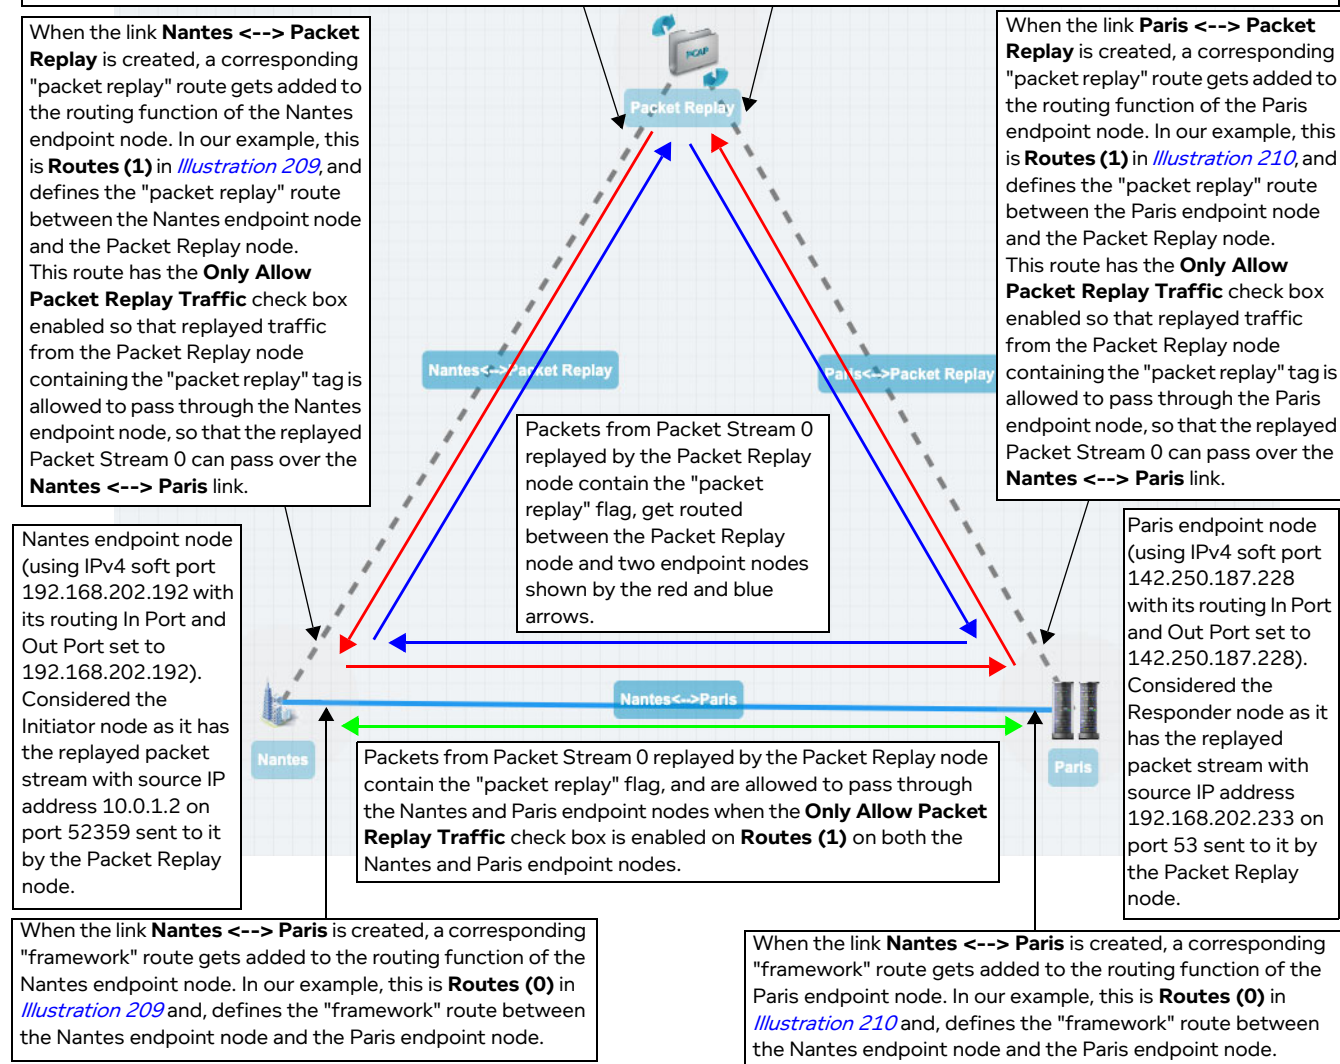 When the link Nantes <--> Packet
Replay is created, a corresponding
"packet replay" route gets added to
the routing function of the Nantes
endpoint node. In our example, this
is Routes (1) in Illustration 209, and
defines the "packet replay" route
between the Nantes endpoint node
and the Packet Replay node.
This route has the Only Allow
Packet Replay Traffic check box
enabled so that replayed traffic
from the Packet Replay node
containing the "packet replay" tag is
allowed to pass through the Nantes
endpoint node, so that the replayed
Packet Stream 0 can pass over the
Nantes <--> Paris link.
PCAP
Packet Replay
When the link Paris <--> Packet
Replay is created, a corresponding
"packet replay" route gets added to
the routing function of the Paris
endpoint node. In our example, this
is Routes (1) in Illustration 210, and
defines the "packet replay" route
between the Paris endpoint node
and the Packet Replay node.
This route has the Only Allow
Packet Replay Traffic check box
enabled so that replayed traffic
from the Packet Replay node
containing the "packet replay" tag is
allowed to pass through the Paris
endpoint node, so that the replayed
Packet Stream 0 can pass over the
Nantes <--> Paris link.
Nantes<-->Packet Replay
Paris<-->Packet Replay
Packets from Packet Stream 0
replayed by the Packet Replay
node contain the "packet
replay" flag, get routed
between the Packet Replay
node and two endpoint nodes
shown by the red and blue
arrows.
Nantes endpoint node
(using IPv4 soft port
192.168.202.192 with
its routing In Port and
Out Port set to
192.168.202.192).
Considered the
Initiator node as it has
the replayed packet
stream with source IP
address 10.0.1.2 on
port 52359 sent to it
by the Packet Replay
node.
Paris endpoint node
(using IPv4 soft port
142.250.187.228
with its routing In Port
and Out Port set to
142.250.187.228).
Considered the
Responder node as it
has the replayed
packet stream with
source IP address
192.168.202.233 on
port 53 sent to it by
the Packet Replay
node.
Nantes<-->Paris
Nantes
Paris
Packets from Packet Stream 0 replayed by the Packet Replay node
contain the "packet replay" flag, and are allowed to pass through
the Nantes and Paris endpoint nodes when the Only Allow Packet
Replay Traffic check box is enabled on Routes (1) on both the
Nantes and Paris endpoint nodes.
When the link Nantes <--> Paris is created, a corresponding
"framework" route gets added to the routing function of the
Nantes endpoint node. In our example, this is Routes (0) in
Illustration 209 and, defines the "framework" route between
the Nantes endpoint node and the Paris endpoint node.
When the link Nantes <--> Paris is created, a corresponding
"framework" route gets added to the routing function of the
Paris endpoint node. In our example, this is Routes (0) in
Illustration 210 and, defines the "framework" route between
the Nantes endpoint node and the Paris endpoint node.